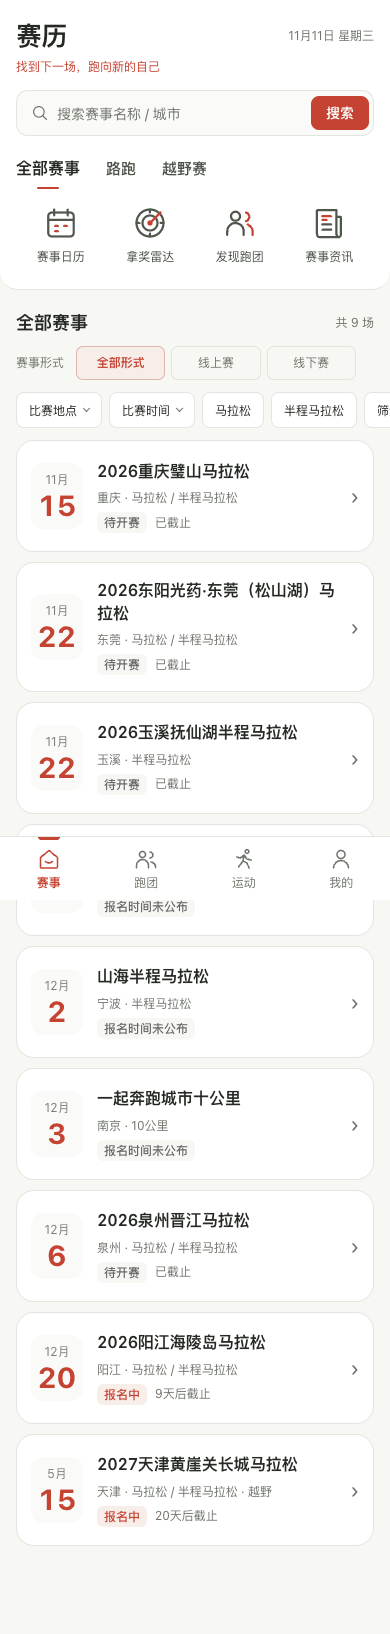 赛历
11月11日 星期三
找到下一场，跑向新的自己
搜索赛事名称 / 城市
搜索
全部赛事 路跑 越野赛
赛事日历 拿奖雷达 发现跑团 赛事资讯
全部赛事
共 9 场
赛事形式 全部形式 线上赛 线下赛
比赛地点 比赛时间 马拉松 半程马拉松 筛
11月
15
2026重庆璧山马拉松
重庆 · 马拉松 / 半程马拉松
待开赛 已截止
11月
22
2026东阳光药·东莞（松山湖）马
拉松
东莞 · 马拉松 / 半程马拉松
待开赛 已截止
11月
22
2026玉溪抚仙湖半程马拉松
玉溪 · 半程马拉松
待开赛 已截止
赛事 跑团 运动 我的
报名时间未公布
12月
2
山海半程马拉松
宁波 · 半程马拉松
报名时间未公布
12月
3
一起奔跑城市十公里
南京 · 10公里
报名时间未公布
12月
6
2026泉州晋江马拉松
泉州 · 马拉松 / 半程马拉松
待开赛 已截止
12月
20
2026阳江海陵岛马拉松
阳江 · 马拉松 / 半程马拉松
报名中 9天后截止
5月
15
2027天津黄崖关长城马拉松
天津 · 马拉松 / 半程马拉松 · 越野
报名中 20天后截止